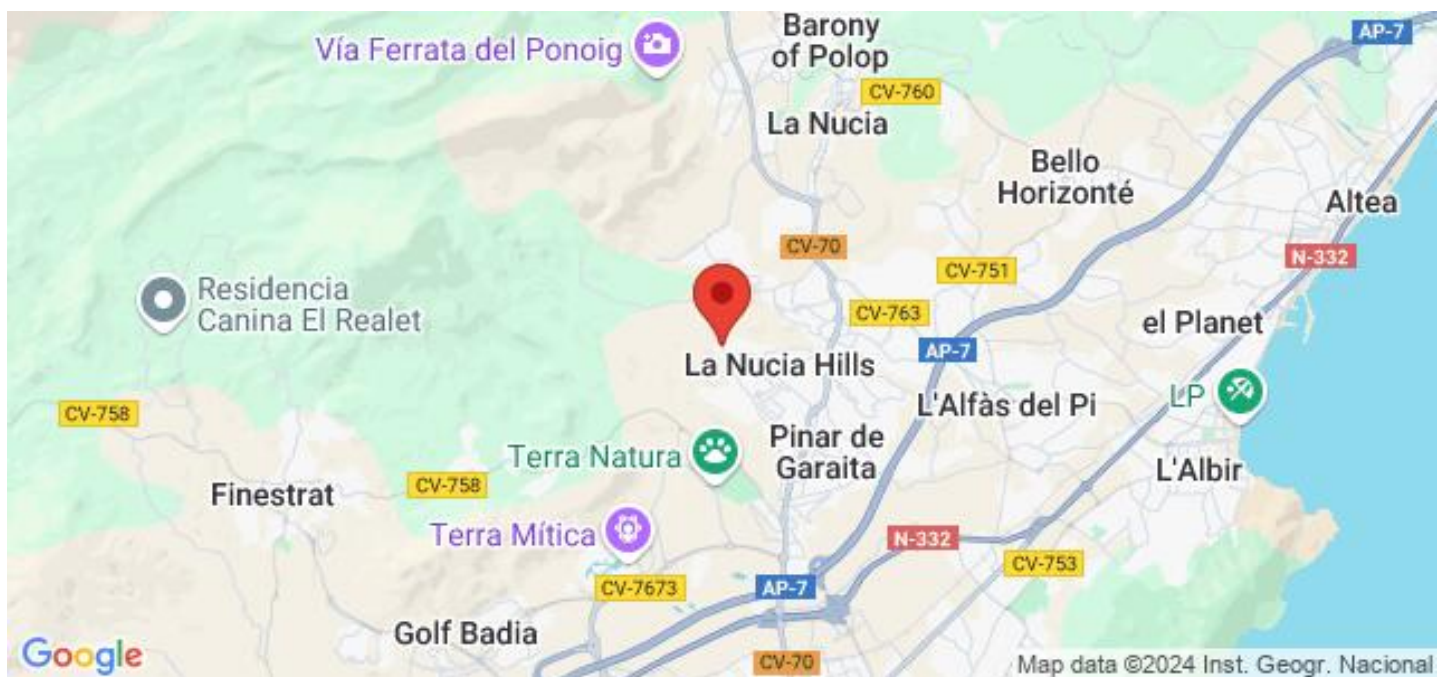 Barony
of Polop
AP-7
Vía Ferrata del Ponoig
CV-760
La Nucia
Bello
Horizonté
Altea
CV-70
N-332
CV-751
Residencia
Canina El Realet
CV-763
el Planet
AP-7
La Nucia Hills
LP
CV-758
L'Alfàs del Pi
Pinar de
Garaita
Terra Natura
L'Albir
CV-758
Finestrat
Terra Mítica
N-332
CV-753
CV-7673
AP-7
Golf Badia
Google
CV-70
Map data ©2024 Inst. Geogr. Nacional